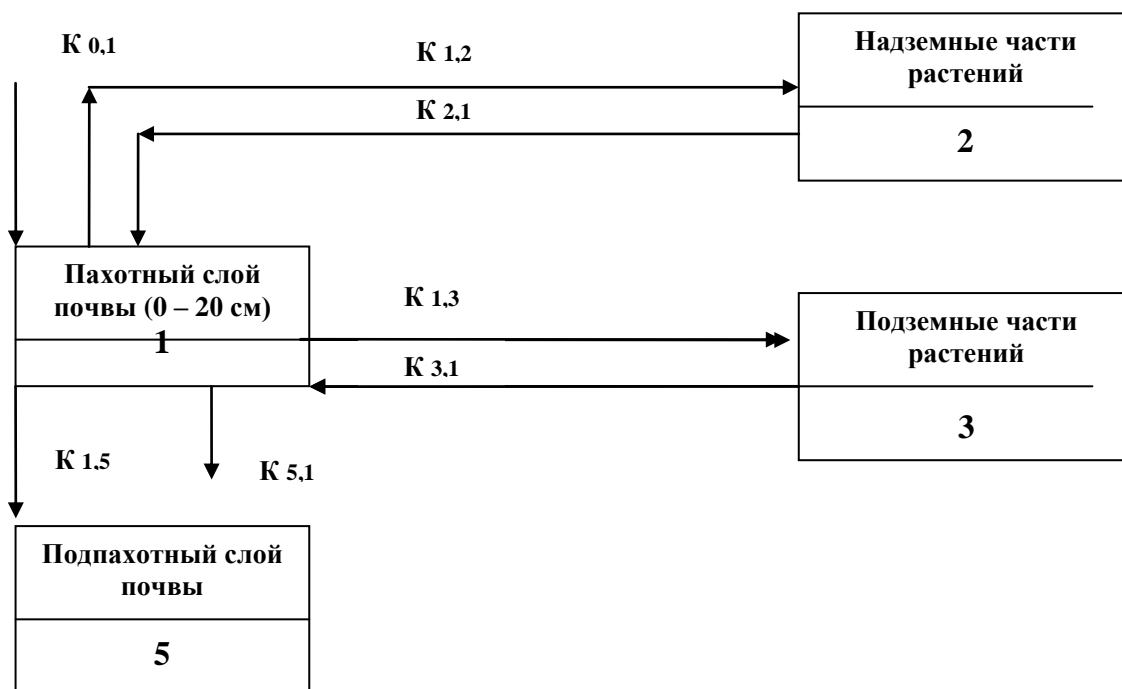 К 0,1
К 1,2
К 2,1
Надземные части
растений
2
Пахотный слой
почвы (0 – 20 см)
1
К 1,3
К 3,1
Подземные части
растений
3
К 1,5
К 5,1
Подпахотный слой
почвы
5